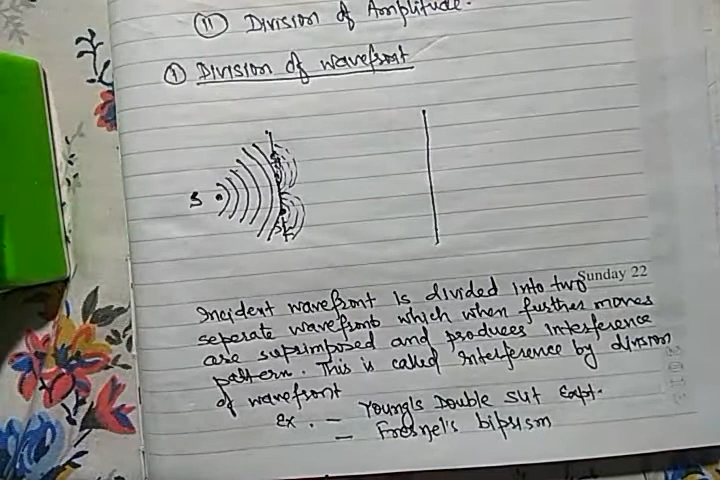 (II) Division of Amplitude.
(I) Division of wavefront
S
Sunday 22
Incident wavefront is divided into two
seperate wavefronts which when further moves
are suprimposed and produces interference
pattern. This is called Interference by division
of wavefront
Ex. - Young's Double slit Expt.
- Fresnel's biprism